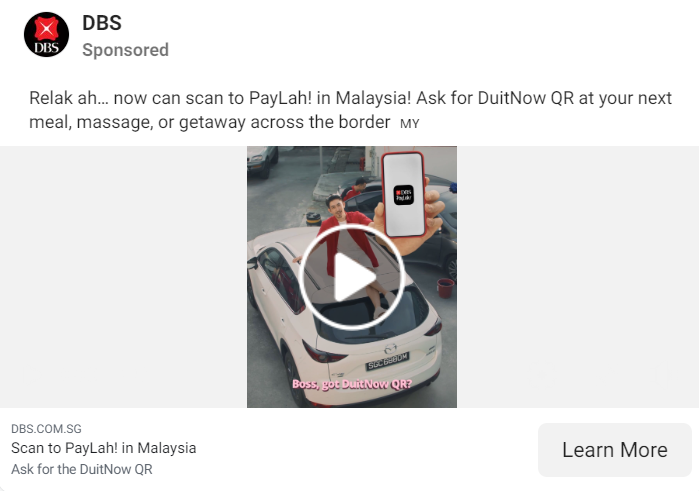 DBS
DBS
Sponsored
Relak ah... now can scan to PayLah! in Malaysia! Ask for DuitNow QR at your next
meal, massage, or getaway across the border MY
DBS
PayLah!
SGC6680M
Boss, got DuitNow QR?
DBS.COM.SG
Scan to PayLah! in Malaysia
Ask for the DuitNow QR
Learn More